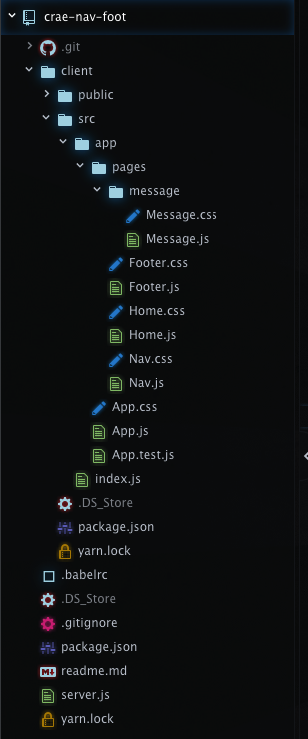 crae-nav-foot
.git
client
public
src
app
pages
message
Message.css
Message.js
Footer.css
Footer.js
Home.css
Home.js
Nav.css
Nav.js
App.css
App.js
App.test.js
index.js
.DS_Store
package.json
yarn.lock
.babelrc
.DS_Store
.gitignore
package.json
readme.md
server.js
yarn.lock